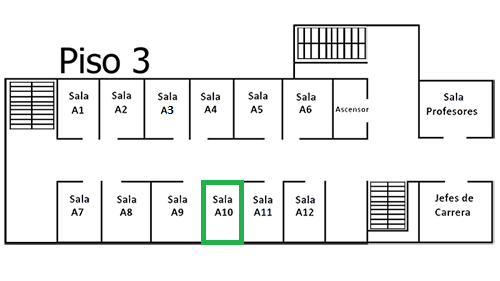 Piso 3
Sala
A1
Sala
A2
Sala
A3
Sala
A4
Sala
A5
Sala
A6
Ascensor
Sala
Profesores
Sala
A7
Sala
A8
Sala
A9
Sala
A10
Sala
A11
Sala
A12
Jefes de
Carrera